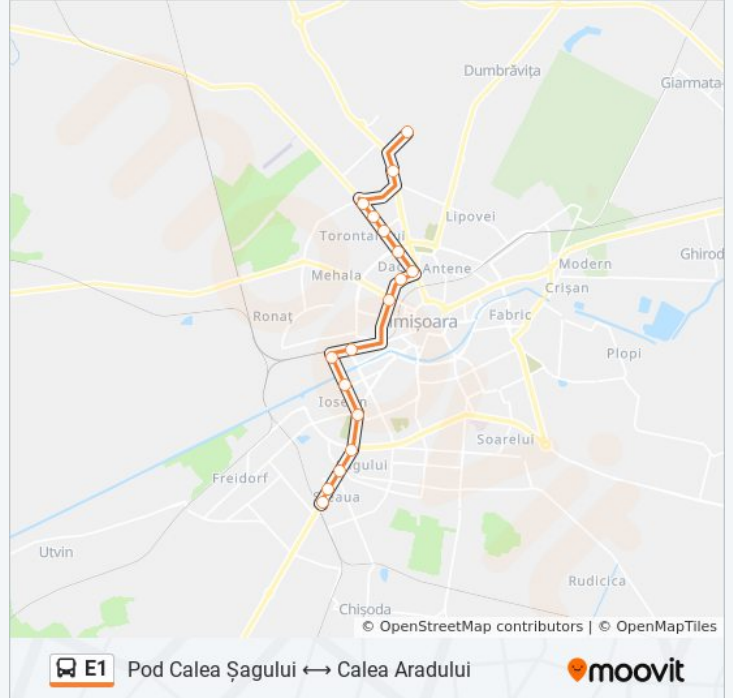 Dumbrăvița
Giarmata-
Lipovei
Torontalului
Antene
Ghirod
Mehala
Modern
Crișan
Ronaț
Timișoara
Fabric
Plopi
Iosefin
Soarelui
Șagului
Freidorf
Steaua
Utvin
Rudicica
Chișoda
© OpenStreetMap contributors | © OpenMapTiles
E1 Pod Calea Șagului ⟷ Calea Aradului
moovit